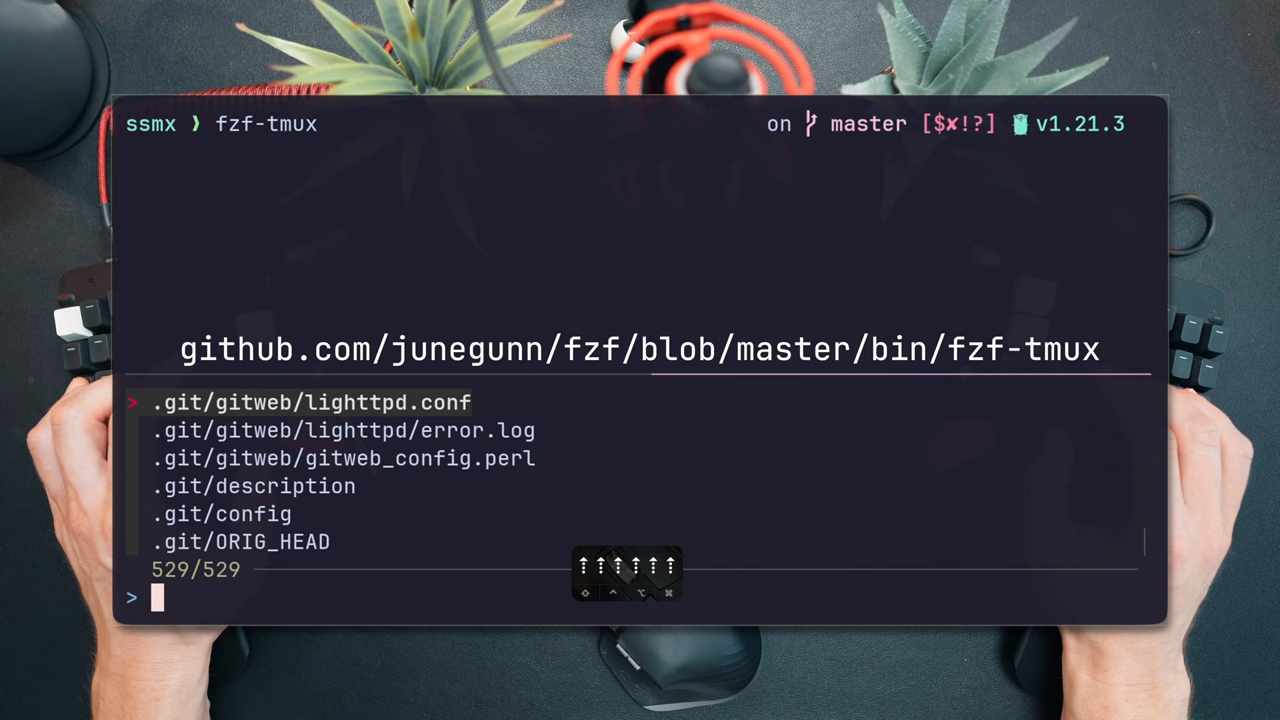 ssmx ❯ fzf-tmux on master [$✘!?] v1.21.3
github.com/junegunn/fzf/blob/master/bin/fzf-tmux
> .git/gitweb/lighttpd.conf
.git/gitweb/lighttpd/error.log
.git/gitweb/gitweb_config.perl
.git/description
.git/config
.git/ORIG_HEAD
529/529
>
⇡⇡⇡⇡⇡⇡
⇧ ⌃ ⌥ ⌘